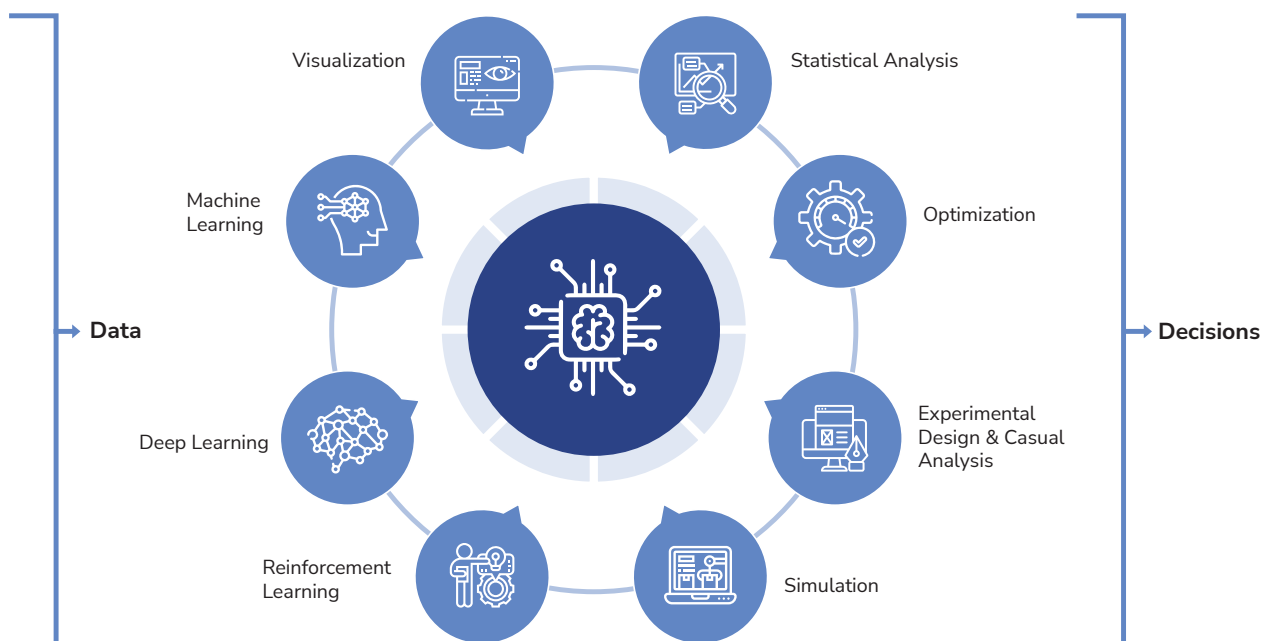 Visualization
Statistical Analysis
Machine
Learning
Optimization
Data
Decisions
Deep Learning
Experimental
Design & Casual
Analysis
Reinforcement
Learning
Simulation